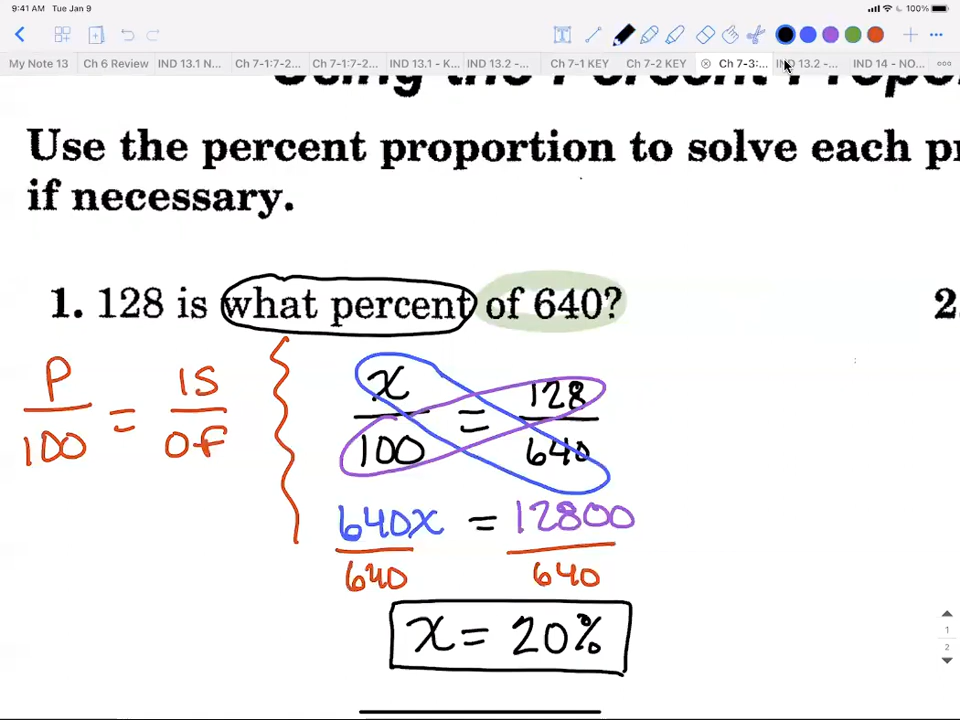 9:41 AM Tue Jan 9 100%
My Note 13 Ch 6 Review IND 13.1 N... Ch 7-1:7-2... Ch 7-1:7-2... IND 13.1 - K... IND 13.2 -... Ch 7-1 KEY Ch 7-2 KEY Ch 7-3:... IND 13.2 -... IND 14 - NO...
Using the Percent Propo
Use the percent proportion to solve each pr
if necessary.
1. 128 is what percent of 640?
2.
P/100 = is/of
x/100 = 128/640
640x = 12800
640 640
x = 20%
1
2